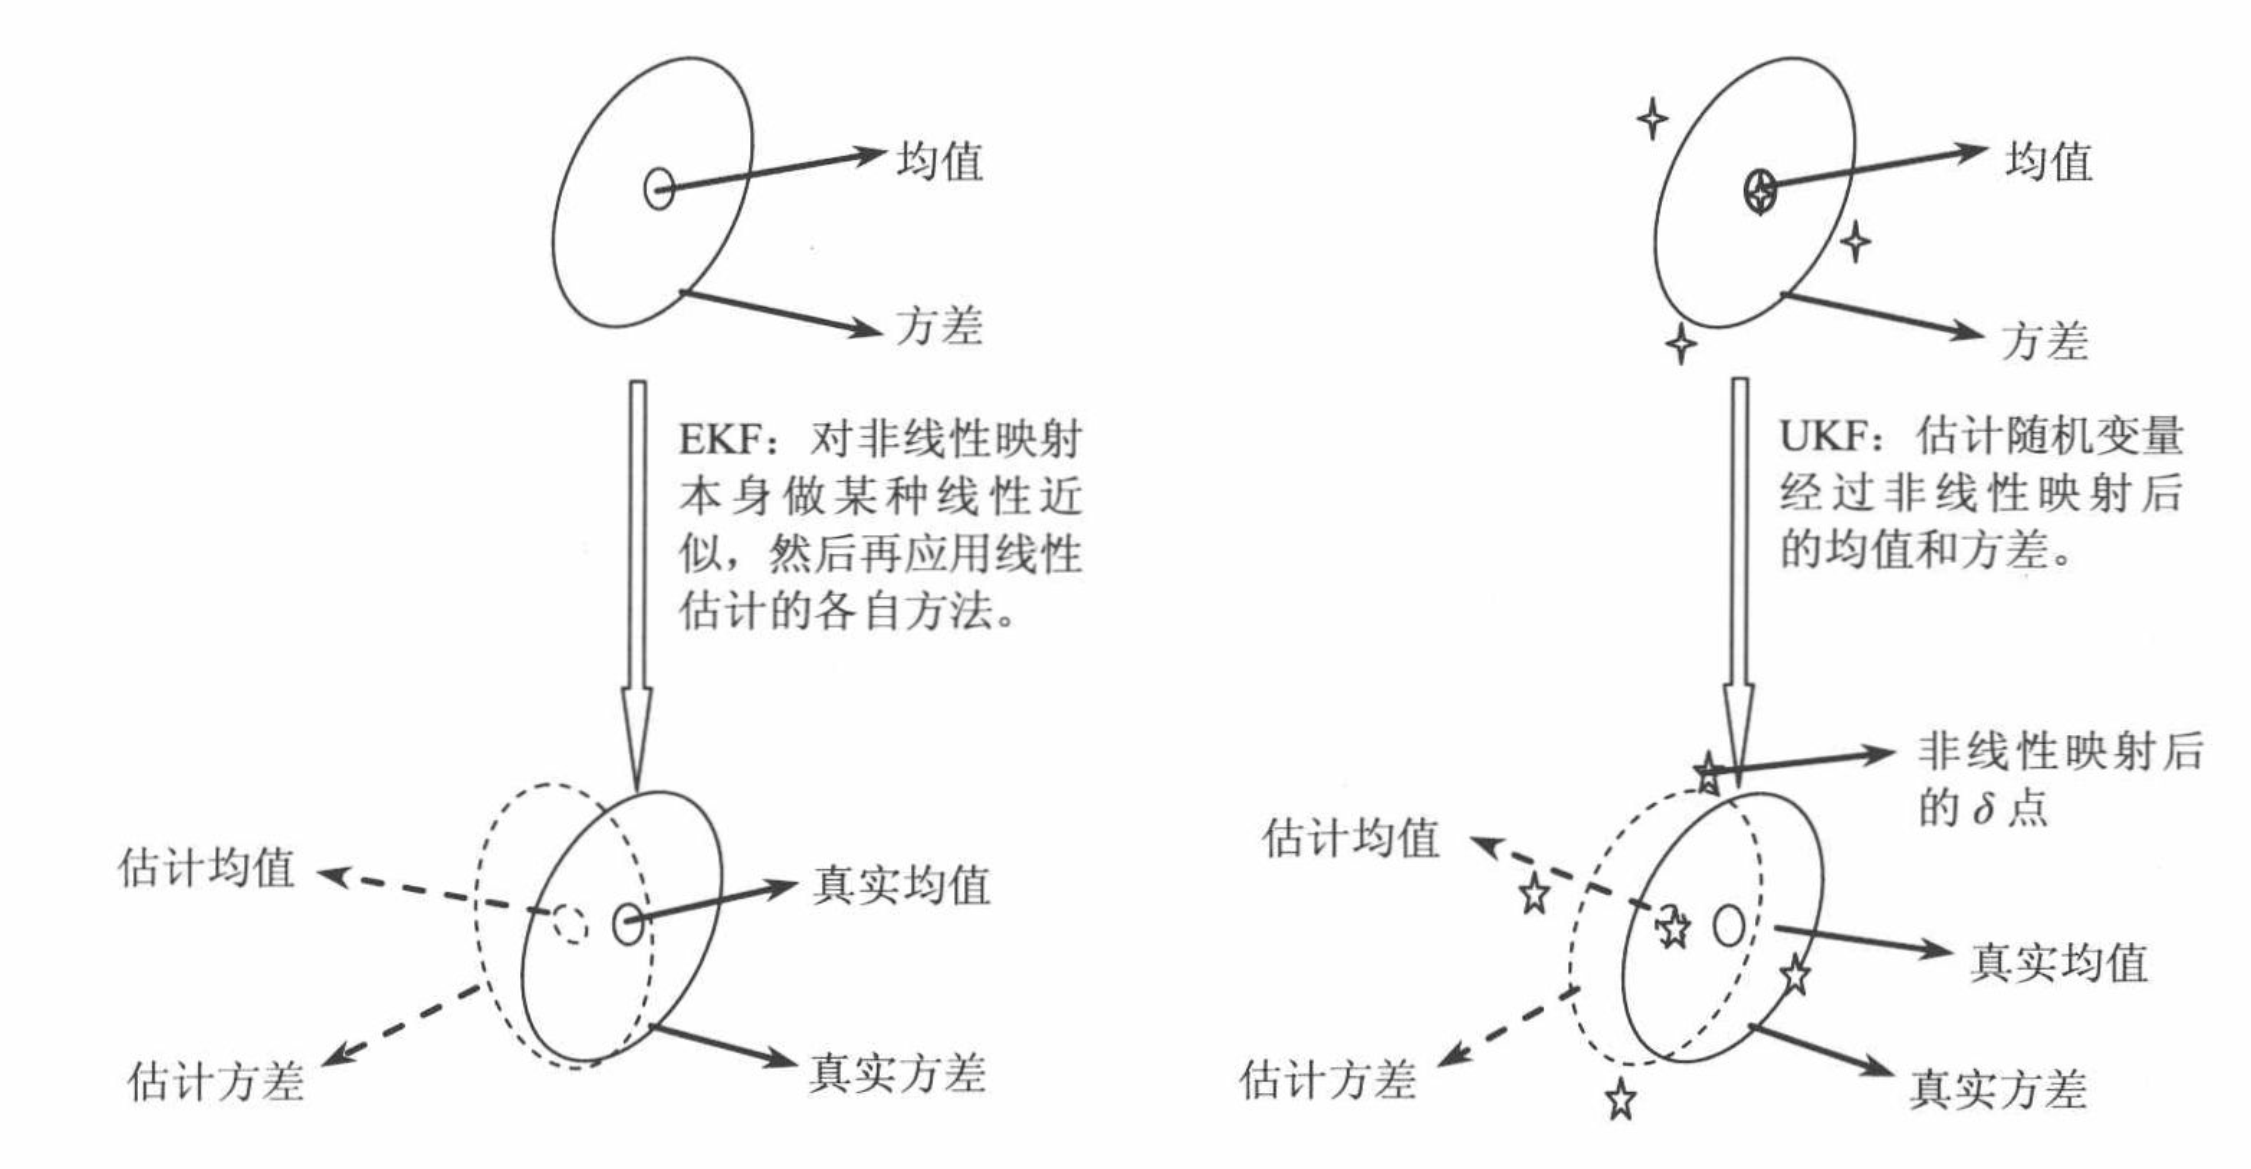 均值
方差
EKF：对非线性映射
本身做某种线性近
似，然后再应用线性
估计的各自方法。
估计均值
真实均值
估计方差
真实方差
均值
方差
UKF：估计随机变量
经过非线性映射后
的均值和方差。
非线性映射后
的 δ 点
估计均值
真实均值
估计方差
真实方差